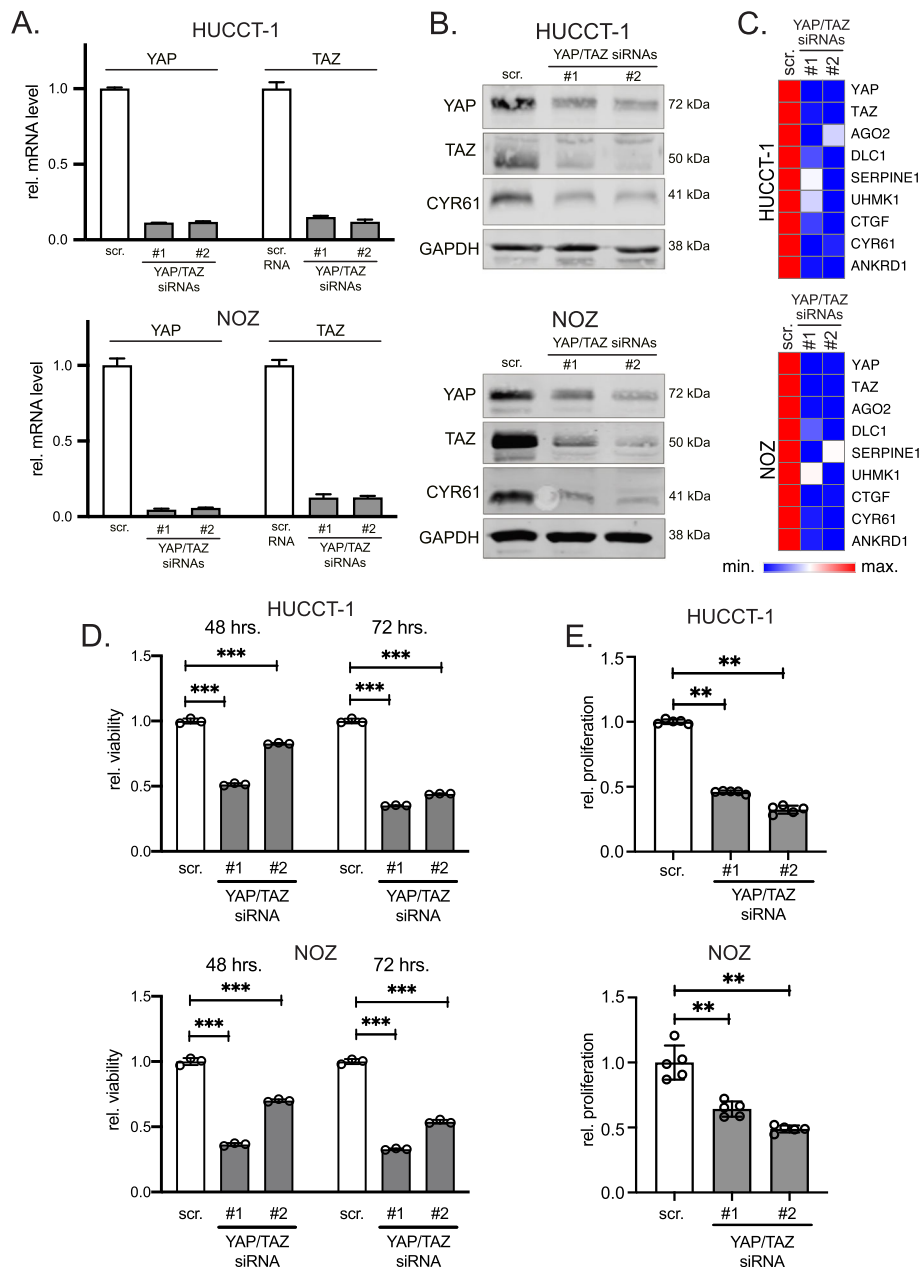 A.
HUCCT-1
YAP
TAZ
rel. mRNA level
1.0
0.5
0.0
scr.
#1
#2
YAP/TAZ
siRNAs
scr.
RNA
#1
#2
YAP/TAZ
siRNAs
NOZ
YAP
TAZ
rel. mRNA level
1.0
0.5
0.0
scr.
#1
#2
YAP/TAZ
siRNAs
scr.
RNA
#1
#2
YAP/TAZ
siRNAs
B.
HUCCT-1
YAP/TAZ siRNAs
scr. #1 #2
YAP 72 kDa
TAZ 50 kDa
CYR61 41 kDa
GAPDH 38 kDa
NOZ
YAP/TAZ siRNAs
scr. #1 #2
YAP 72 kDa
TAZ 50 kDa
CYR61 41 kDa
GAPDH 38 kDa
C.
YAP/TAZ
siRNAs
scr. #1 #2
HUCCT-1
YAP
TAZ
AGO2
DLC1
SERPINE1
UHMK1
CTGF
CYR61
ANKRD1
YAP/TAZ
siRNAs
scr. #1 #2
NOZ
YAP
TAZ
AGO2
DLC1
SERPINE1
UHMK1
CTGF
CYR61
ANKRD1
min. max.
D.
HUCCT-1
48 hrs. 72 hrs.
*** ***
*** ***
rel. viability
1.5
1.0
0.5
0.0
scr. #1 #2 scr. #1 #2
YAP/TAZ YAP/TAZ
siRNA siRNA
NOZ
48 hrs. 72 hrs.
*** ***
*** ***
rel. viability
1.5
1.0
0.5
0.0
scr. #1 #2 scr. #1 #2
YAP/TAZ YAP/TAZ
siRNA siRNA
E.
HUCCT-1
**
**
rel. proliferation
1.5
1.0
0.5
0.0
scr. #1 #2
YAP/TAZ
siRNA
NOZ
**
**
rel. proliferation
1.5
1.0
0.5
0.0
scr. #1 #2
YAP/TAZ
siRNA